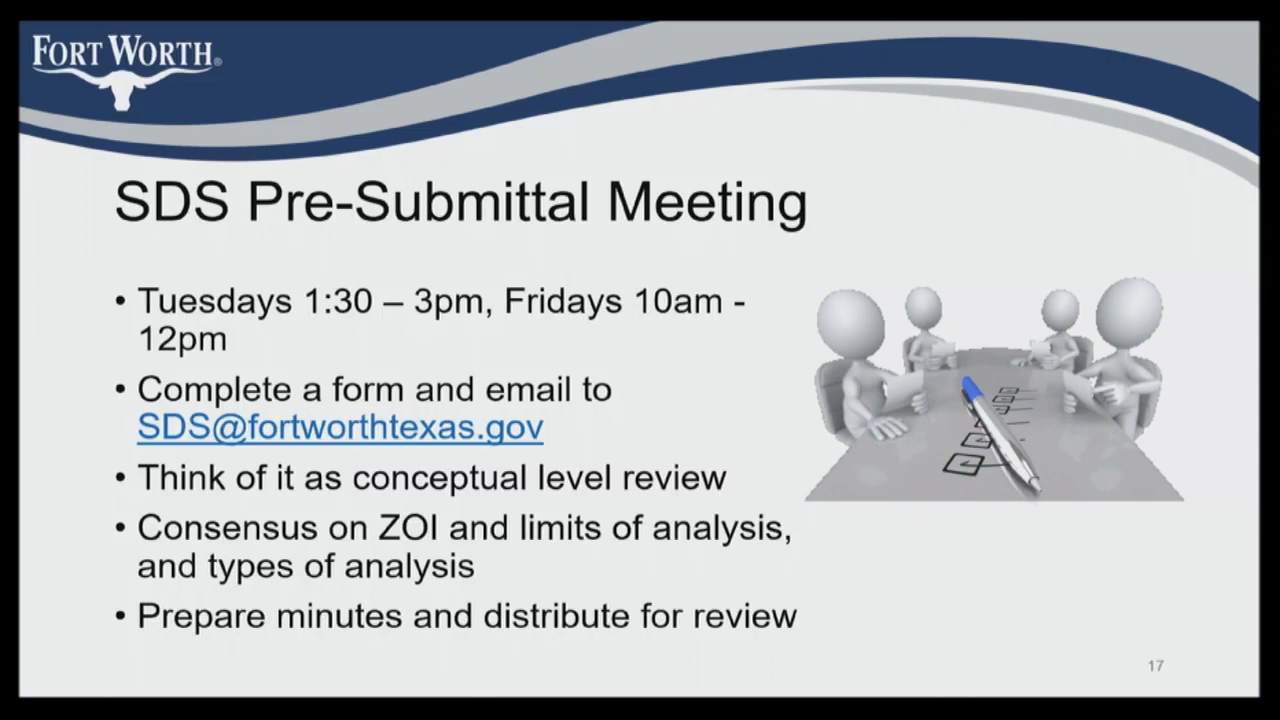 FORT WORTH®
SDS Pre-Submittal Meeting
• Tuesdays 1:30 – 3pm, Fridays 10am -
12pm
• Complete a form and email to
SDS@fortworthtexas.gov
• Think of it as conceptual level review
• Consensus on ZOI and limits of analysis,
and types of analysis
• Prepare minutes and distribute for review
17